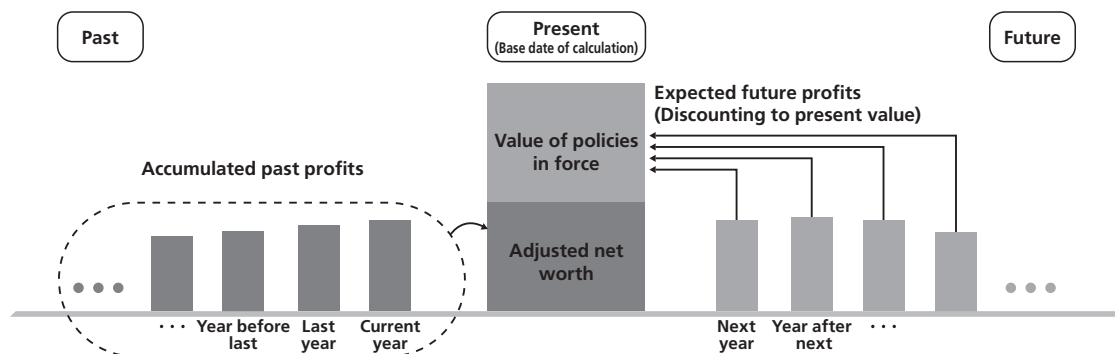 Past
Present
(Base date of calculation)
Future
Expected future profits
(Discounting to present value)
Value of policies
in force
Accumulated past profits
Adjusted net
worth
• • •
Year before
last
Last
year
Current
year
Next
year
Year after
next
• • •